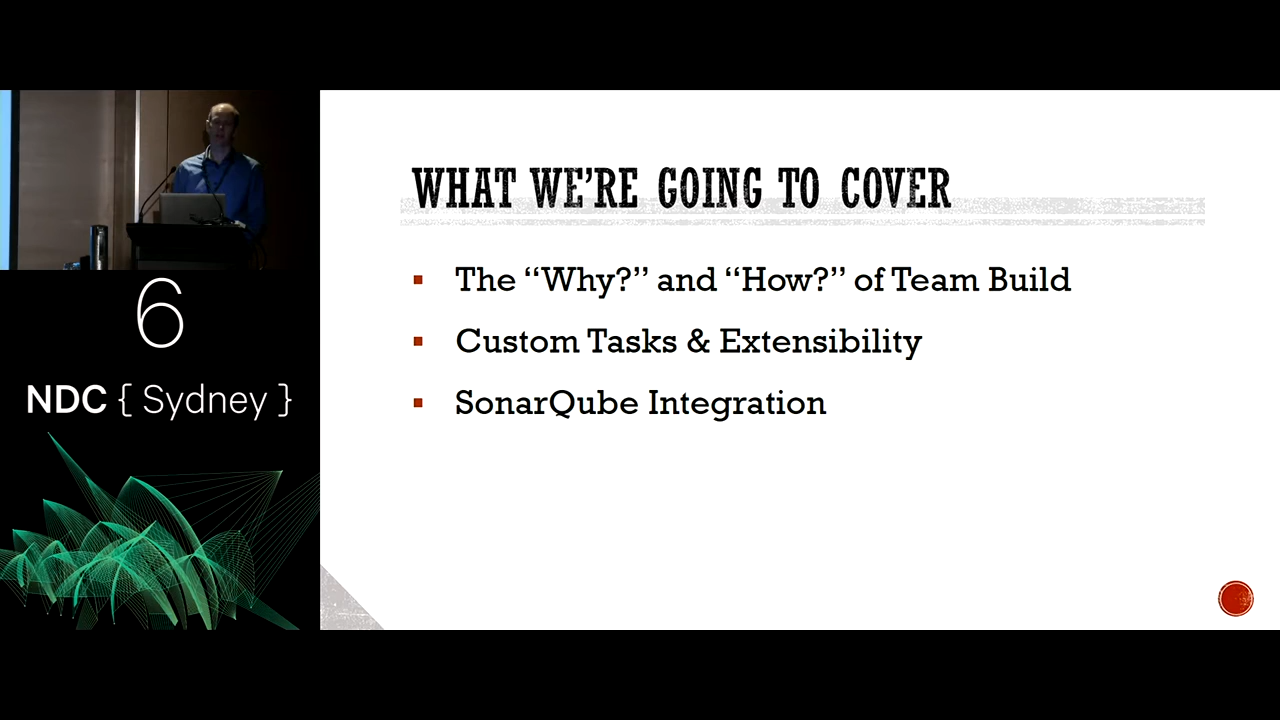 6
NDC { Sydney }
WHAT WE’RE GOING TO COVER
The “Why?” and “How?” of Team Build
Custom Tasks & Extensibility
SonarQube Integration